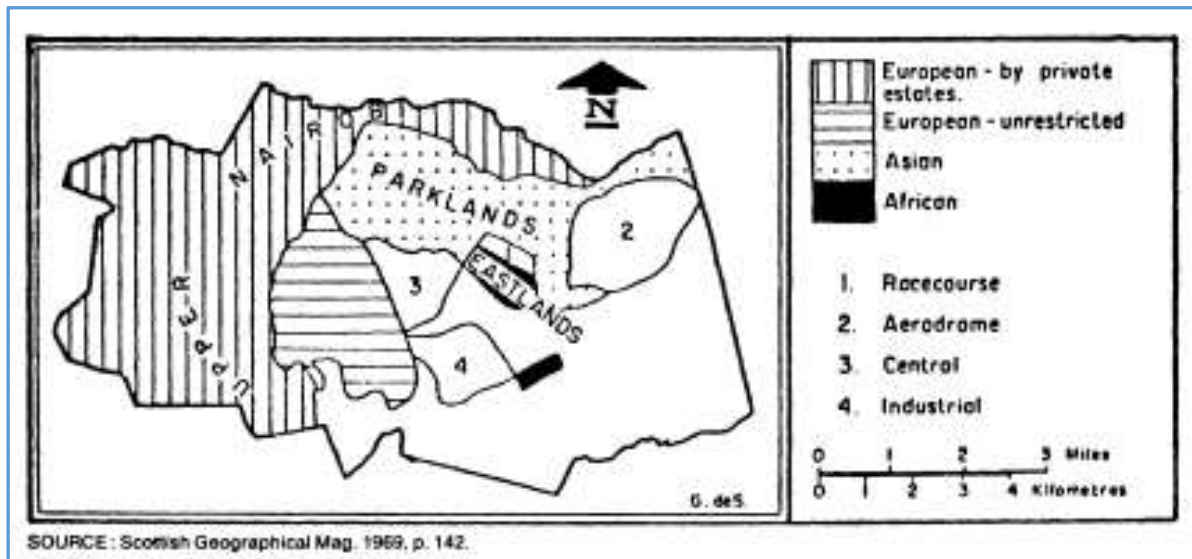 UPPER NAIROBI
PARKLANDS
EASTLANDS
N
2
3
4
G. deS.
European - by private
estates.
European - unrestricted
Asian
African
1. Racecourse
2. Aerodrome
3. Central
4. Industrial
0 1 2 3 Miles
0 1 2 3 4 Kilometres
SOURCE: Scottish Geographical Mag. 1969, p. 142.